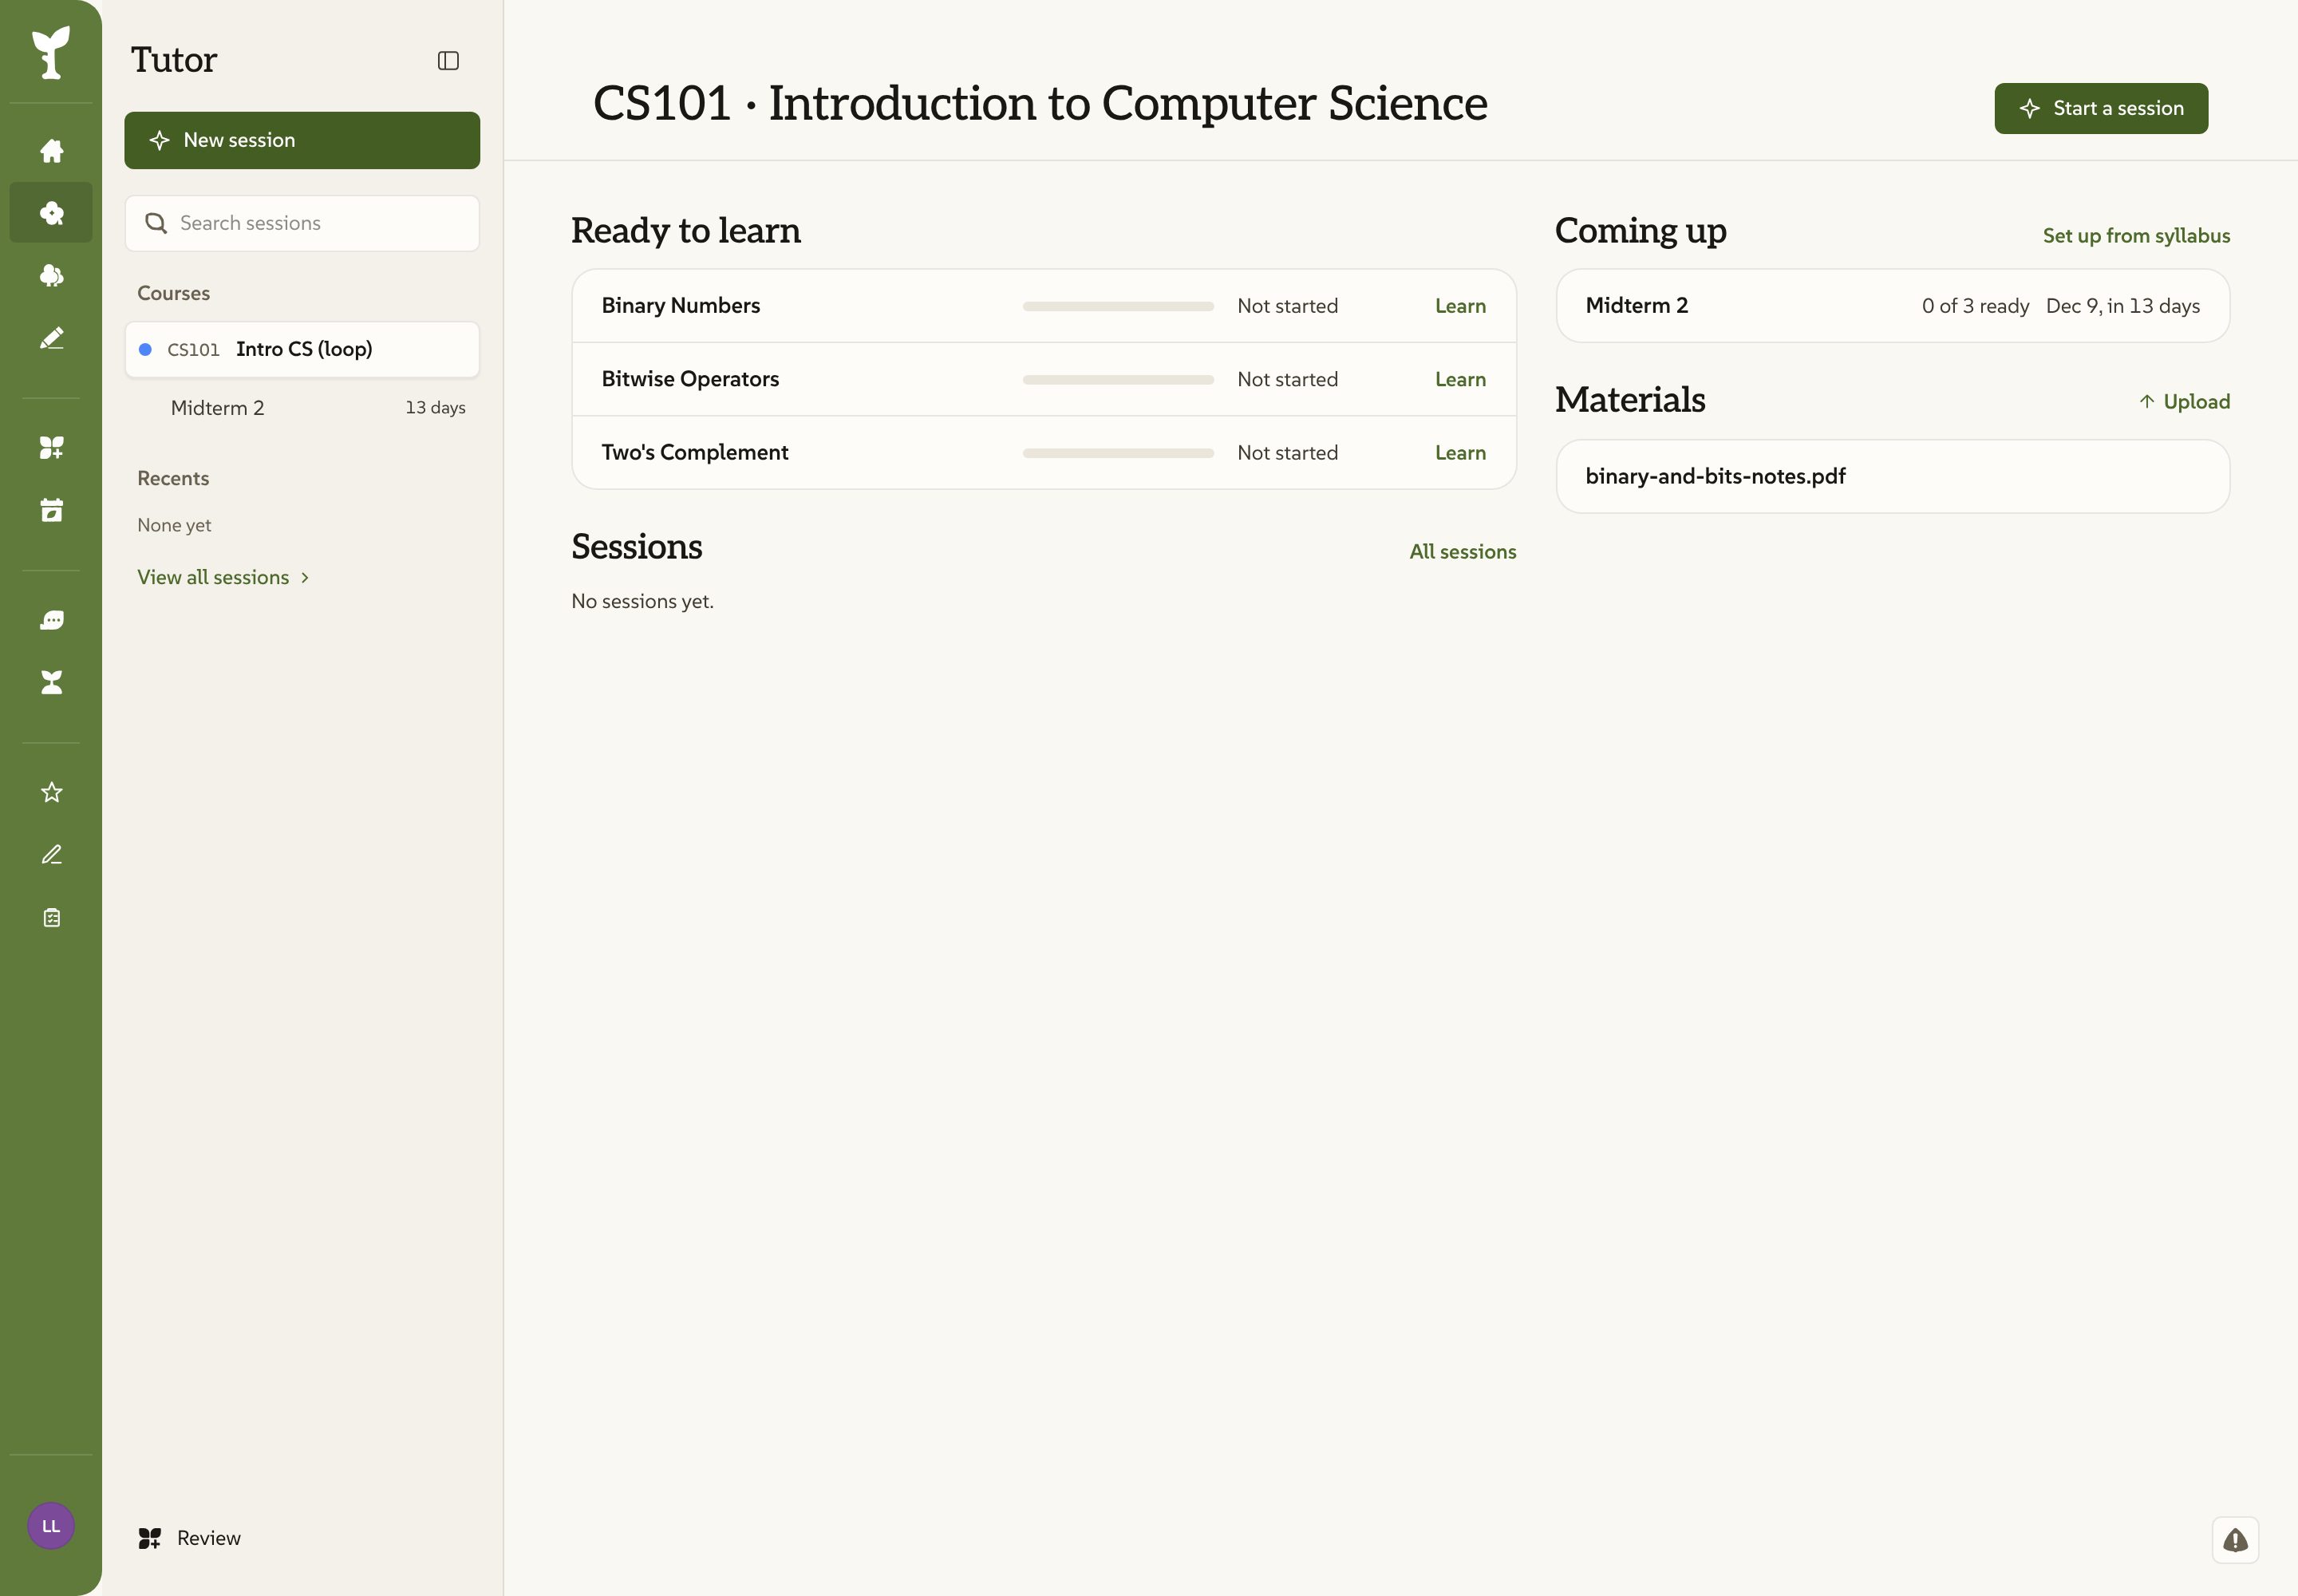 Tutor
New session
Search sessions
Courses
CS101 Intro CS (loop)
Midterm 2 13 days
Recents
None yet
View all sessions
Review
LL
CS101 · Introduction to Computer Science
Start a session
Ready to learn
Binary Numbers Not started Learn
Bitwise Operators Not started Learn
Two's Complement Not started Learn
Sessions All sessions
No sessions yet.
Coming up Set up from syllabus
Midterm 2 0 of 3 ready Dec 9, in 13 days
Materials Upload
binary-and-bits-notes.pdf